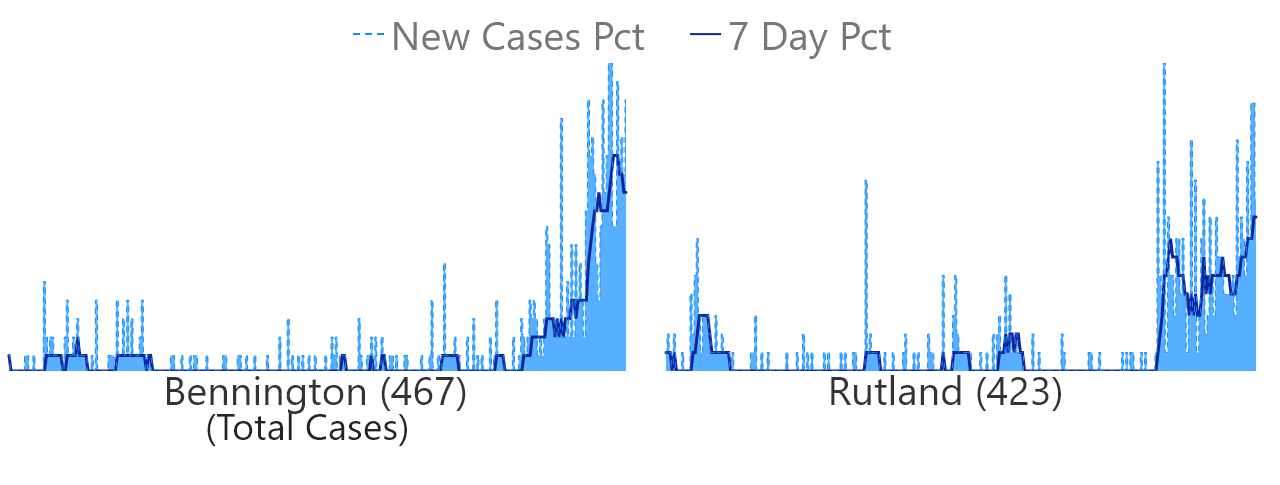 New Cases Pct 7 Day Pct
Bennington (467) Rutland (423)
(Total Cases)